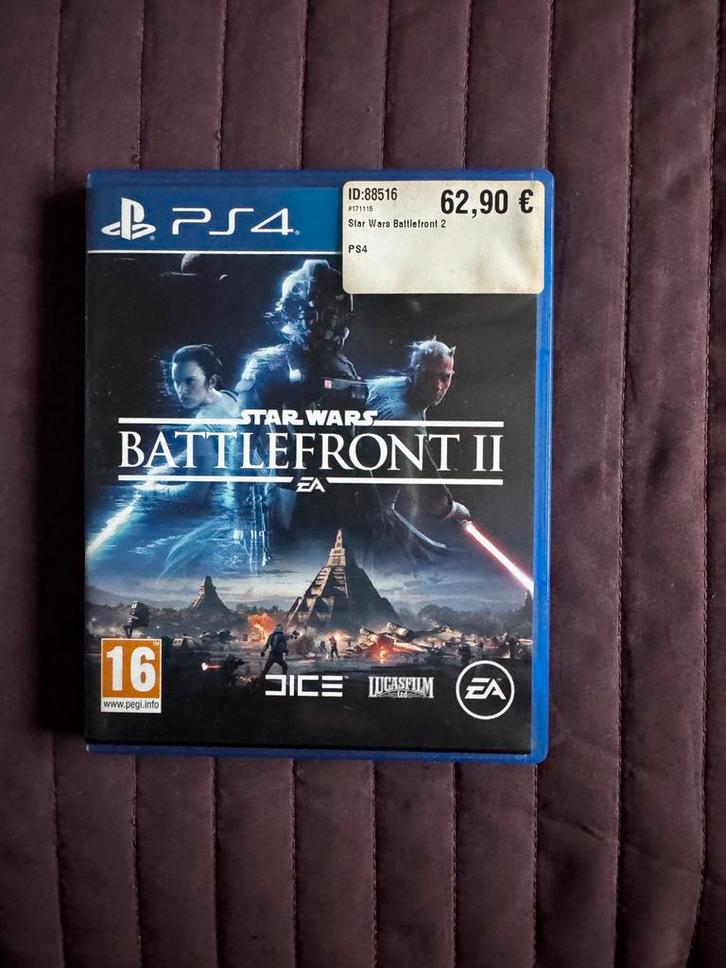 PS4
ID:88516
62,90 €
#171115
Star Wars Battlefront 2
PS4
STAR WARS
BATTLEFRONT II
EA
16
www.pegi.info
DICE
LUCASFILM
Ltd
EA